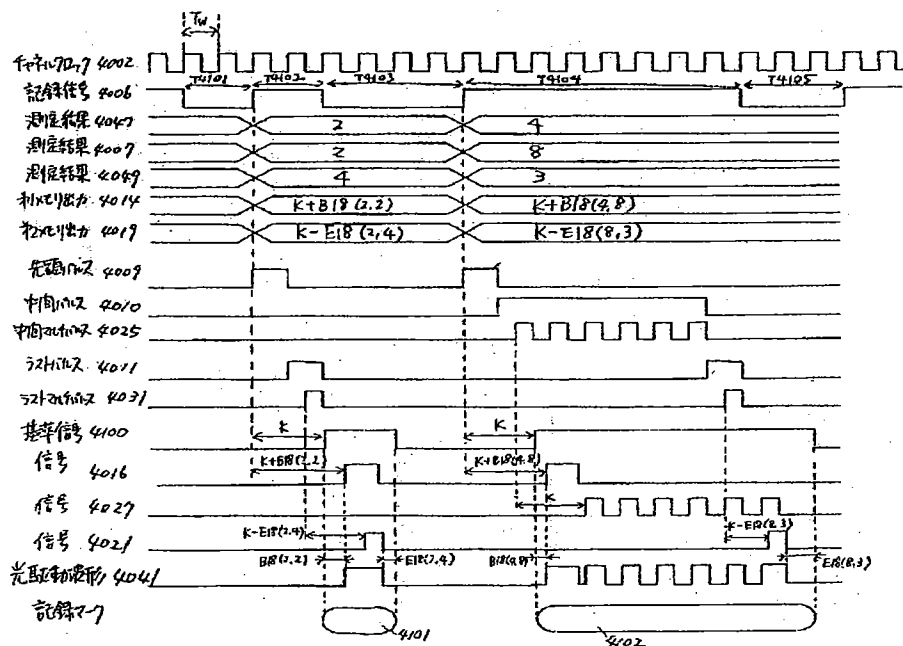 Tw
チャネルクロック 4002
T4101 T4102 T4103 T4104 T4105
記録信号 4006
測定結果 4047 2 4
測定結果 4007 2 8
測定結果 4049 4 3
第1メモリ出力 4014 K+B18(2,2) K+B18(4,8)
第2メモリ出力 4019 K-E18(2,4) K-E18(8,3)
先頭パルス 4009
中間パルス 4010
中間マルチパルス 4025
ラストパルス 4011
ラストマルチパルス 4031
K K
基準信号 4100
K+B18(2,2) K+B18(4,8)
信号 4016
K
信号 4027
K-E18(2,4) K-E18(8,3)
信号 4021
B18(2,2) E18(2,4) B18(4,8) E18(8,3)
光駆動波形 4041
記録マーク
4101 4102